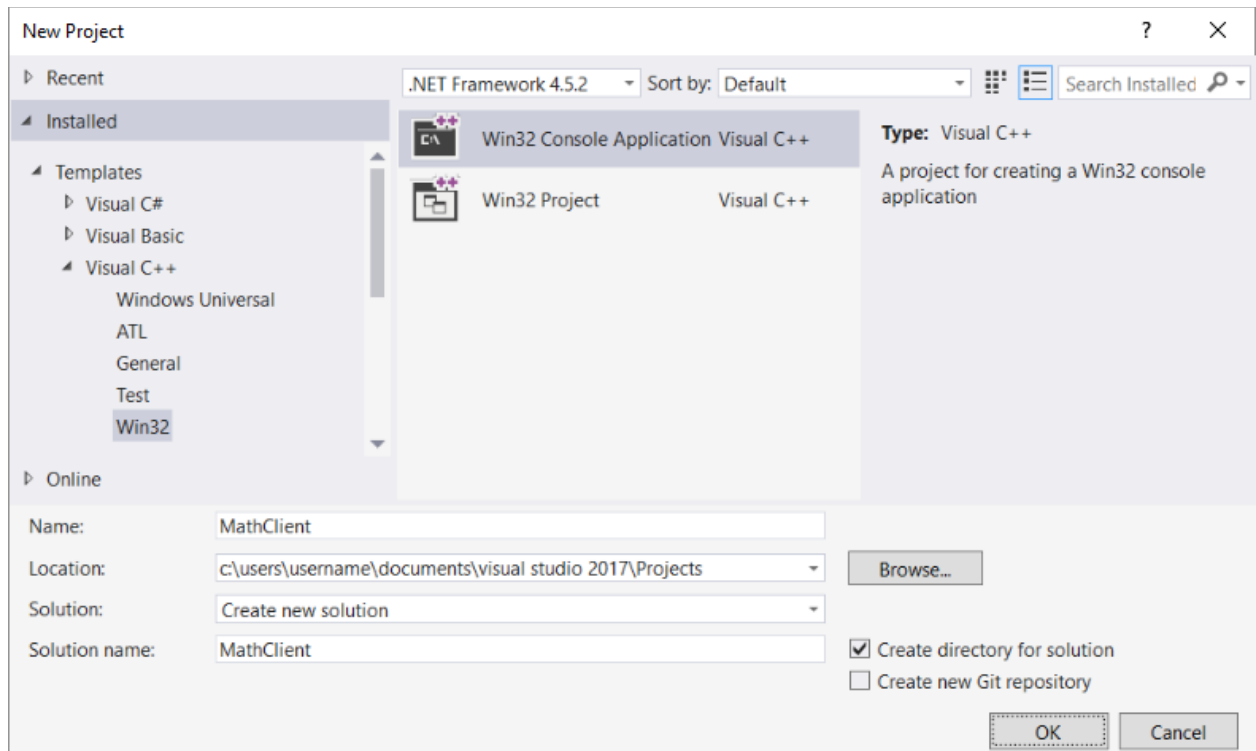 New Project
? ×
Recent
.NET Framework 4.5.2 Sort by: Default Search Installed
Installed
Templates
Visual C#
Visual Basic
Visual C++
Windows Universal
ATL
General
Test
Win32
Online
C:\ ++ Win32 Console Application Visual C++
++ Win32 Project Visual C++
Type: Visual C++
A project for creating a Win32 console
application
Name: MathClient
Location: c:\users\username\documents\visual studio 2017\Projects Browse...
Solution: Create new solution
Solution name: MathClient
Create directory for solution
Create new Git repository
OK Cancel